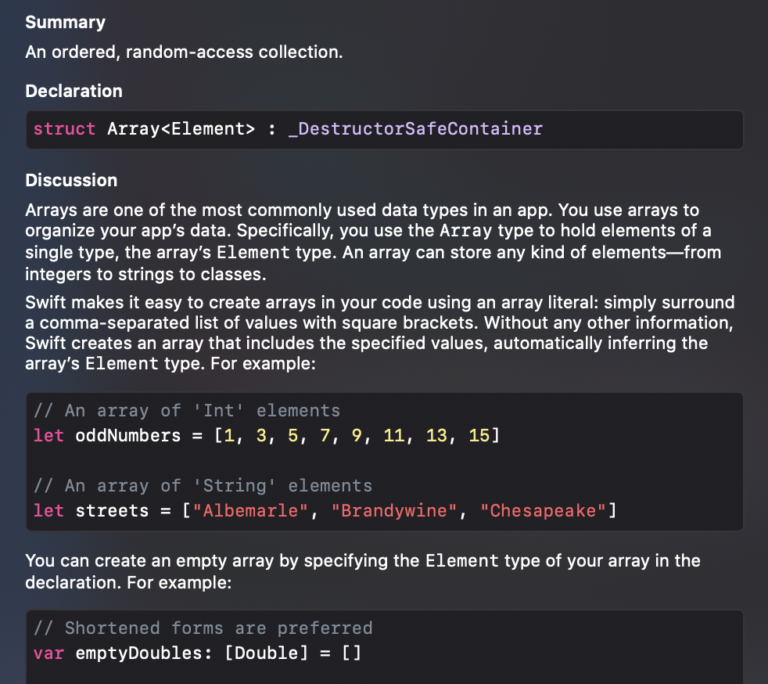 Summary
An ordered, random-access collection.
Declaration
struct Array<Element> : _DestructorSafeContainer
Discussion
Arrays are one of the most commonly used data types in an app. You use arrays to
organize your app’s data. Specifically, you use the Array type to hold elements of a
single type, the array’s Element type. An array can store any kind of elements—from
integers to strings to classes.
Swift makes it easy to create arrays in your code using an array literal: simply surround
a comma-separated list of values with square brackets. Without any other information,
Swift creates an array that includes the specified values, automatically inferring the
array’s Element type. For example:
// An array of 'Int' elements
let oddNumbers = [1, 3, 5, 7, 9, 11, 13, 15]
// An array of 'String' elements
let streets = ["Albemarle", "Brandywine", "Chesapeake"]
You can create an empty array by specifying the Element type of your array in the
declaration. For example:
// Shortened forms are preferred
var emptyDoubles: [Double] = []